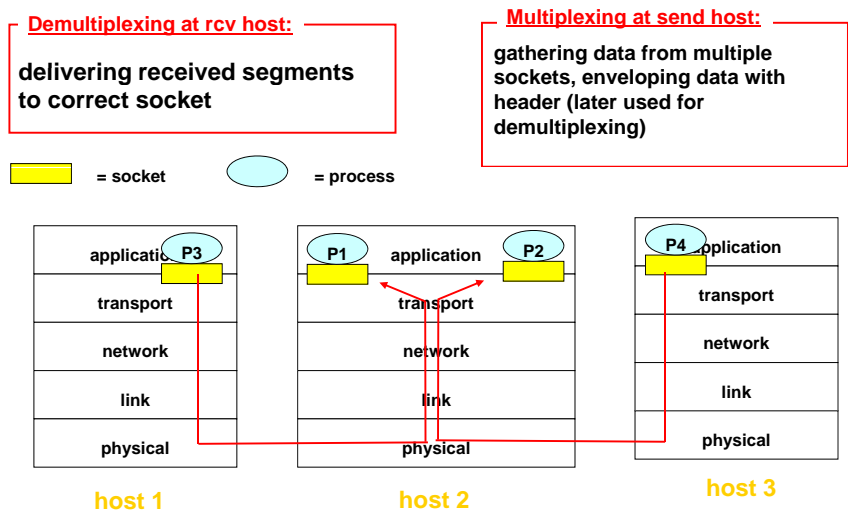 Demultiplexing at rcv host:
delivering received segments
to correct socket
Multiplexing at send host:
gathering data from multiple
sockets, enveloping data with
header (later used for
demultiplexing)
= socket
= process
application
P3
transport
network
link
physical
host 1
P1
application
P2
transport
network
link
physical
host 2
P4
application
transport
network
link
physical
host 3